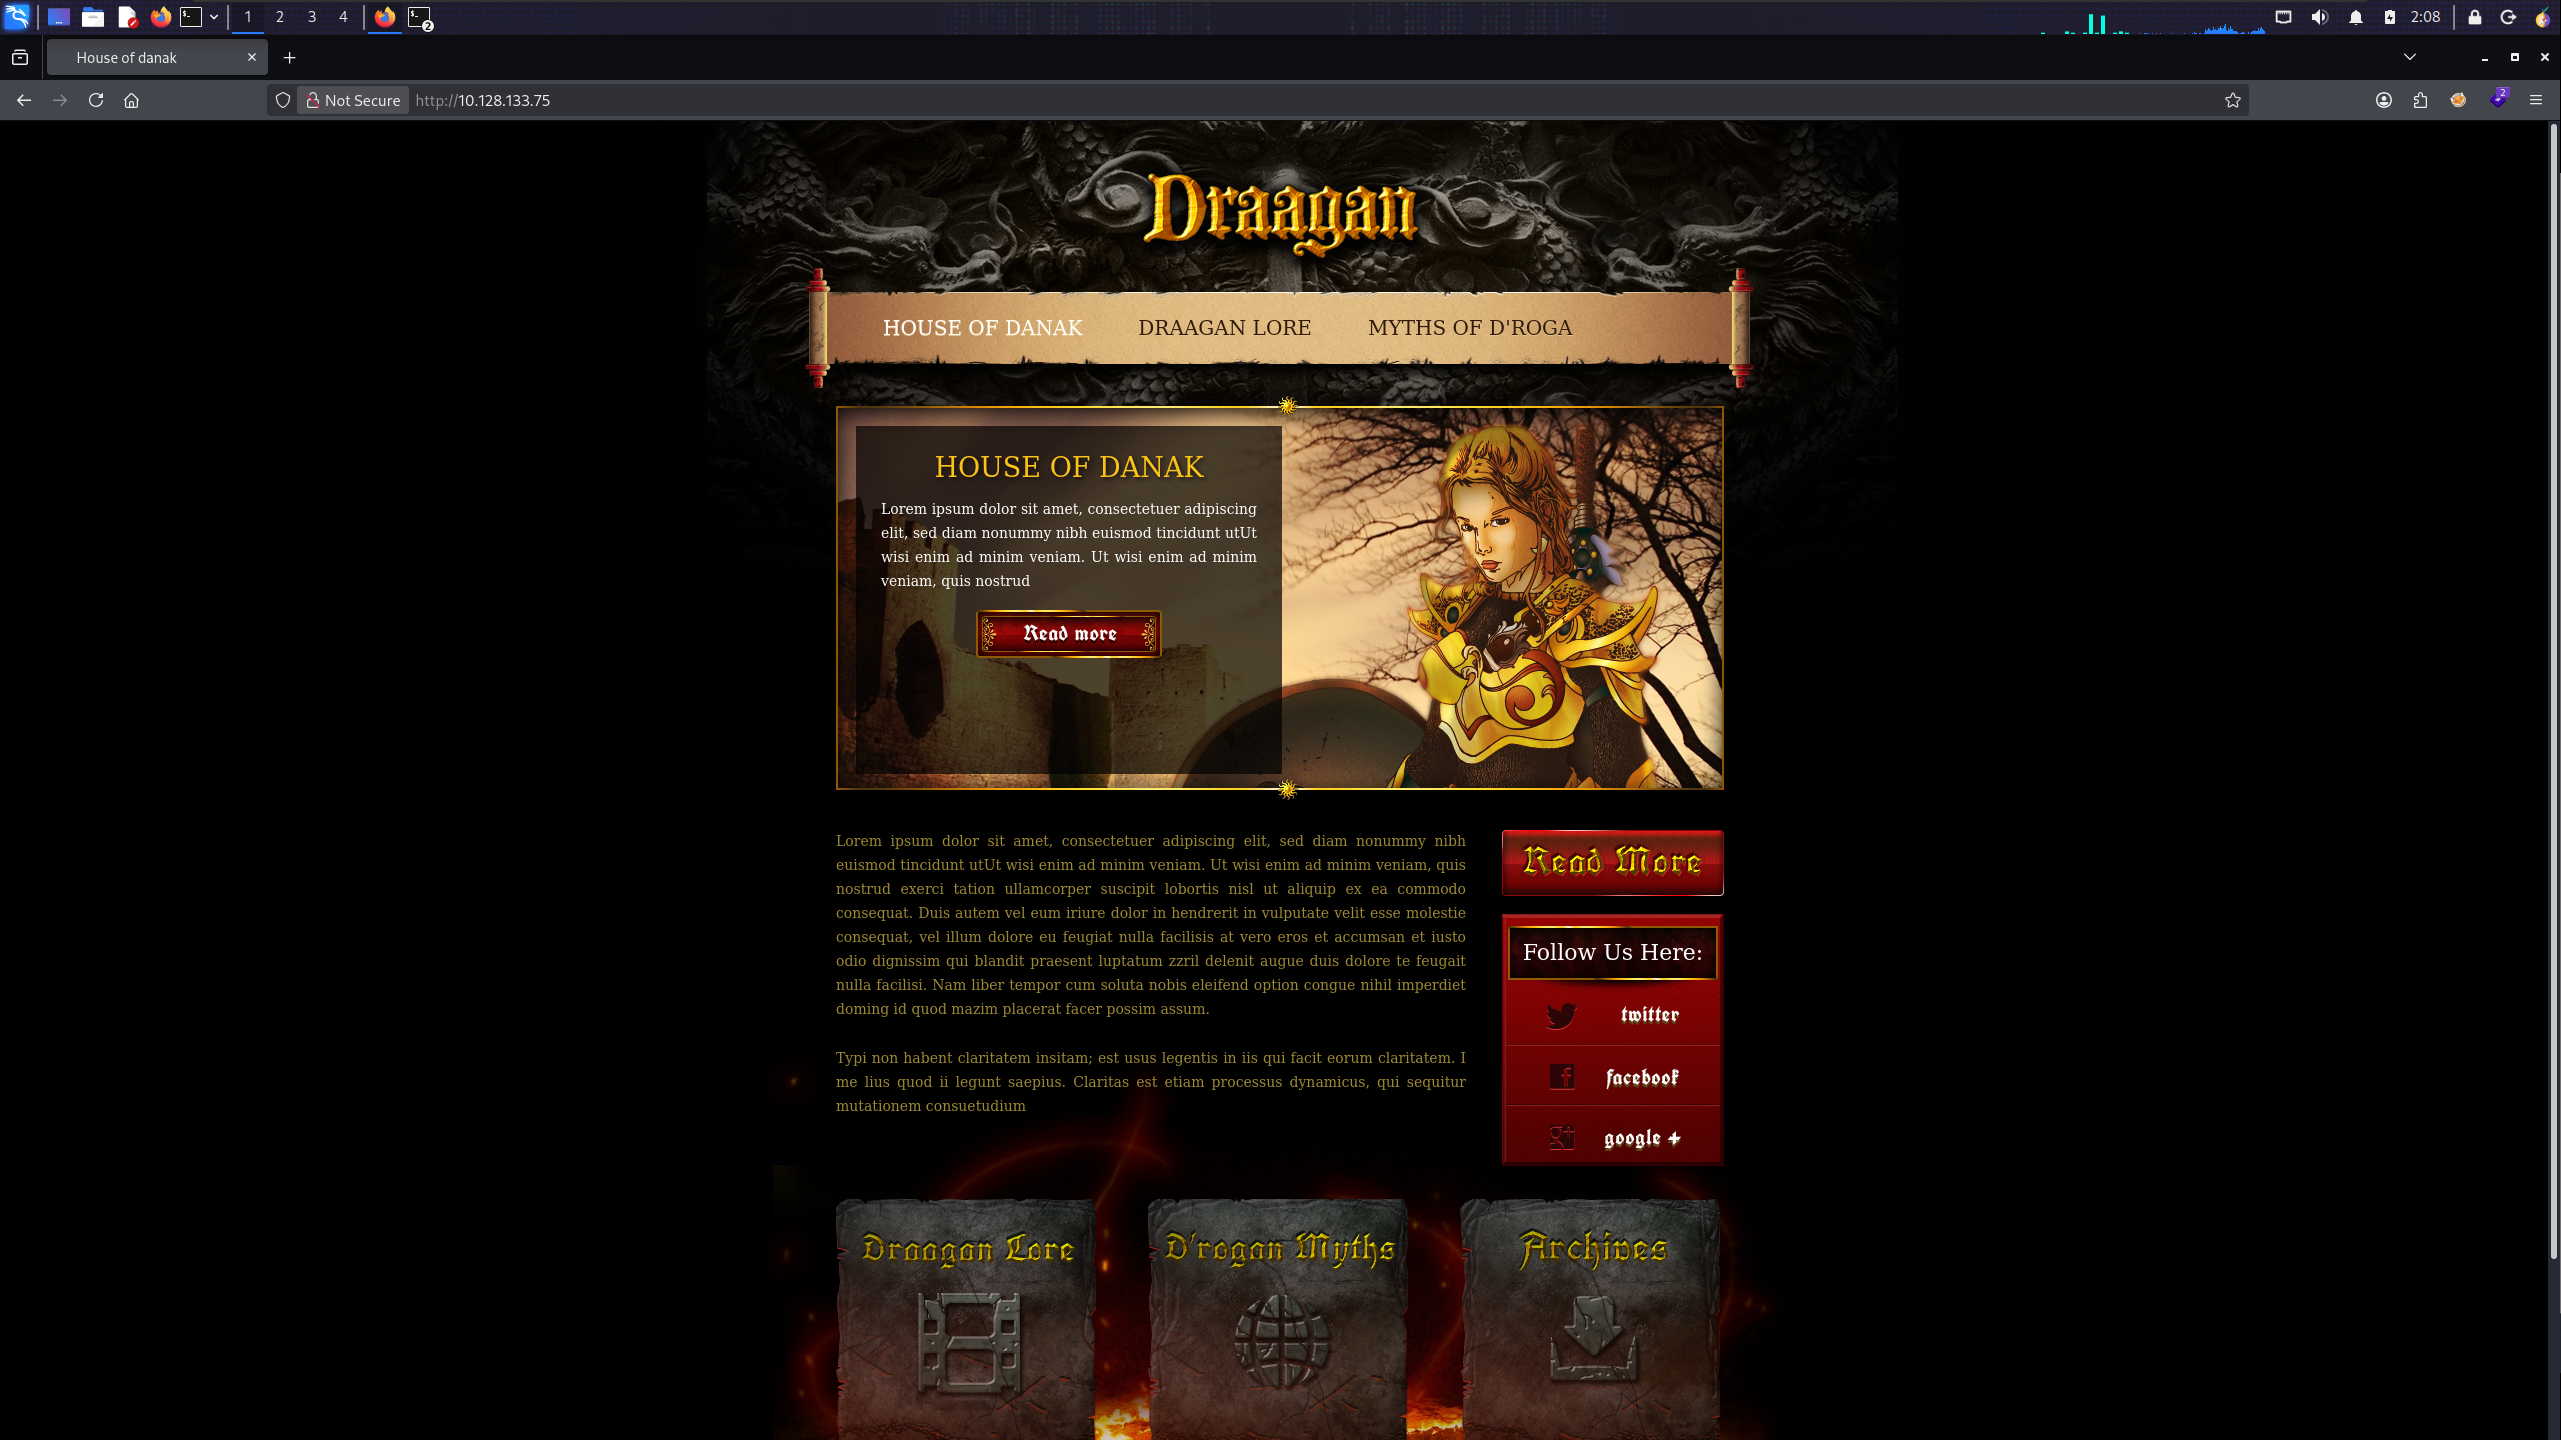 1 2 3 4
2
2:08
House of danak
Not Secure http://10.128.133.75
2
Draagan
HOUSE OF DANAK DRAAGAN LORE MYTHS OF D'ROGA
HOUSE OF DANAK
Lorem ipsum dolor sit amet, consectetuer adipiscing
elit, sed diam nonummy nibh euismod tincidunt utUt
wisi enim ad minim veniam. Ut wisi enim ad minim
veniam, quis nostrud
Read more
Lorem ipsum dolor sit amet, consectetuer adipiscing elit, sed diam nonummy nibh
euismod tincidunt utUt wisi enim ad minim veniam. Ut wisi enim ad minim veniam, quis
nostrud exerci tation ullamcorper suscipit lobortis nisl ut aliquip ex ea commodo
consequat. Duis autem vel eum iriure dolor in hendrerit in vulputate velit esse molestie
consequat, vel illum dolore eu feugiat nulla facilisis at vero eros et accumsan et iusto
odio dignissim qui blandit praesent luptatum zzril delenit augue duis dolore te feugait
nulla facilisi. Nam liber tempor cum soluta nobis eleifend option congue nihil imperdiet
doming id quod mazim placerat facer possim assum.
Typi non habent claritatem insitam; est usus legentis in iis qui facit eorum claritatem. I
me lius quod ii legunt saepius. Claritas est etiam processus dynamicus, qui sequitur
mutationem consuetudium
Read More
Follow Us Here:
twitter
facebook
google +
Draagan Lore
D'rogan Myths
Archives